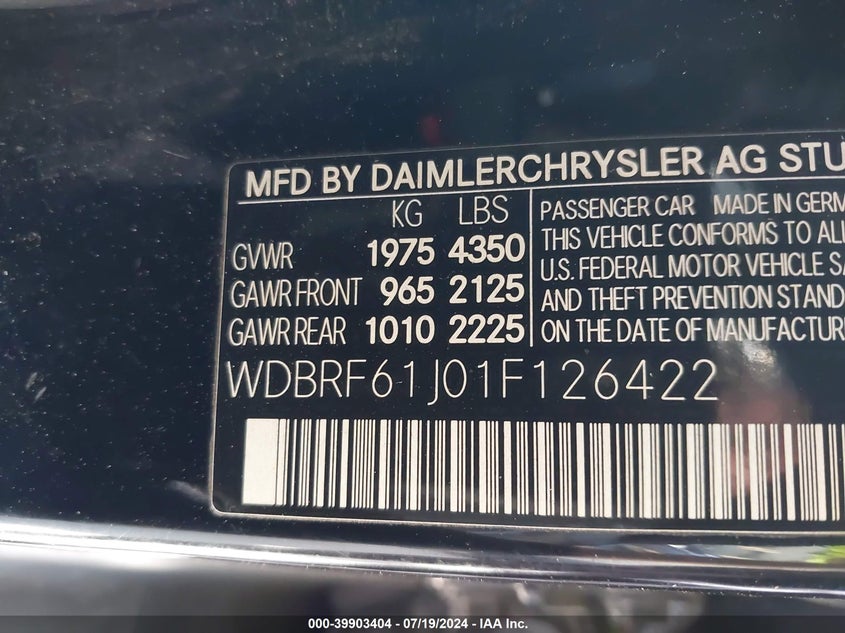 MFD BY DAIMLERCHRYSLER AG STU
KG LBS
GVWR 1975 4350
GAWR FRONT 965 2125
GAWR REAR 1010 2225
PASSENGER CAR MADE IN GERM
THIS VEHICLE CONFORMS TO ALL
U.S. FEDERAL MOTOR VEHICLE SA
AND THEFT PREVENTION STAND
ON THE DATE OF MANUFACTUR
WDBRF61J01F126422
000-39903404 / 07/19/2024 - IAA Inc.